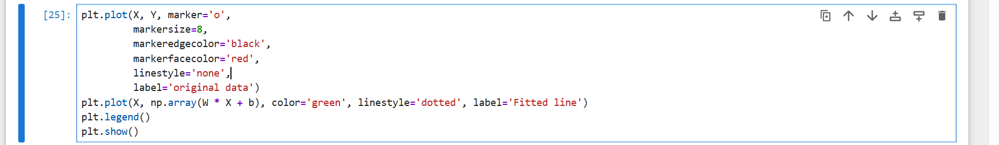 [25]: plt.plot(X, Y, marker='o',
         markersize=8,
         markeredgecolor='black',
         markerfacecolor='red',
         linestyle='none',
         label='original data')
plt.plot(X, np.array(W * X + b), color='green', linestyle='dotted', label='Fitted line')
plt.legend()
plt.show()